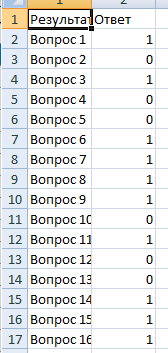 1 2
1 Результат Ответ
2 Вопрос 1 1
3 Вопрос 2 0
4 Вопрос 3 1
5 Вопрос 4 0
6 Вопрос 5 0
7 Вопрос 6 1
8 Вопрос 7 1
9 Вопрос 8 1
10 Вопрос 9 1
11 Вопрос 10 0
12 Вопрос 11 1
13 Вопрос 12 0
14 Вопрос 13 0
15 Вопрос 14 1
16 Вопрос 15 1
17 Вопрос 16 1